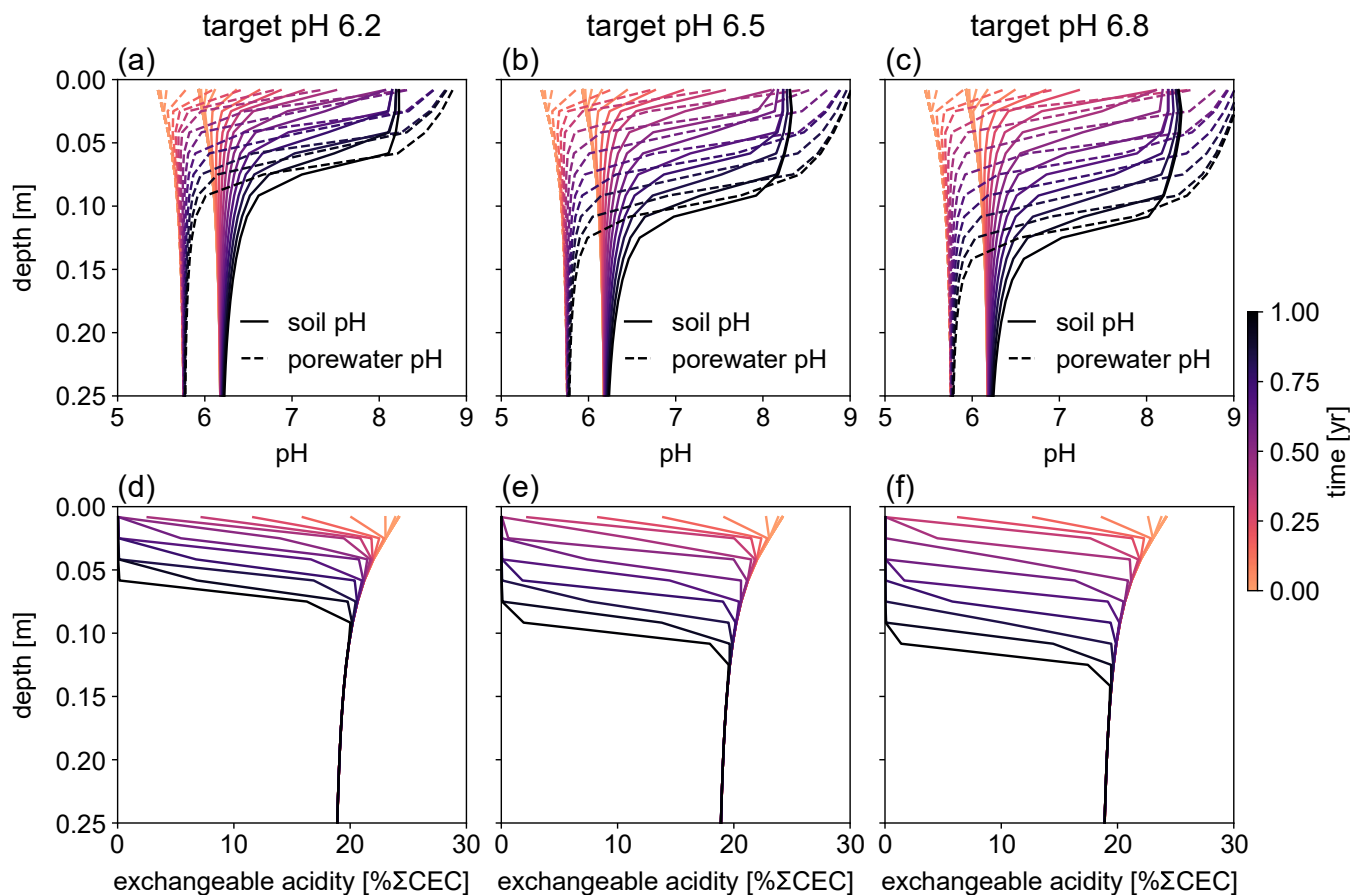 target pH 6.2
target pH 6.5
target pH 6.8
(a)
(b)
(c)
0.00
0.05
0.10
0.15
0.20
0.25
depth [m]
soil pH
porewater pH
soil pH
porewater pH
soil pH
porewater pH
5 6 7 8 9
5 6 7 8 9
5 6 7 8 9
pH
pH
pH
1.00
0.75
0.50
0.25
0.00
time [yr]
(d)
(e)
(f)
0.00
0.05
0.10
0.15
0.20
0.25
depth [m]
0 10 20 30
0 10 20 30
0 10 20 30
exchangeable acidity [%ΣCEC]
exchangeable acidity [%ΣCEC]
exchangeable acidity [%ΣCEC]